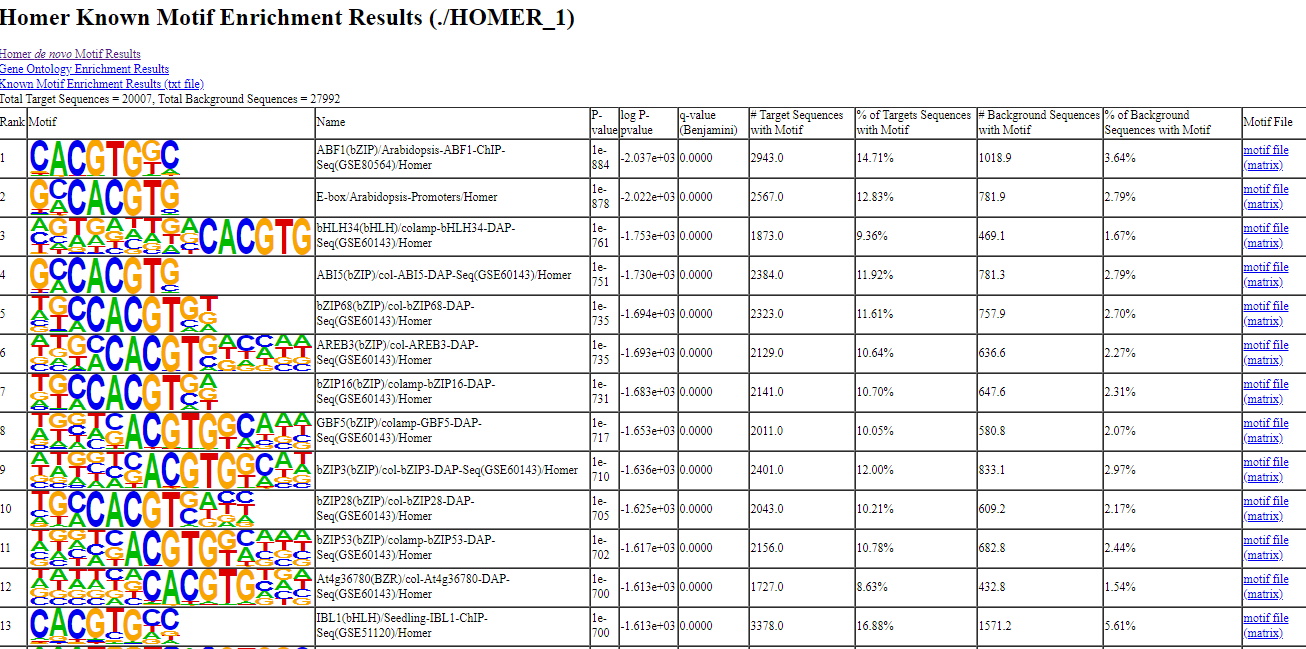 Homer Known Motif Enrichment Results (./HOMER_1)
Homer de novo Motif Results
Gene Ontology Enrichment Results
Known Motif Enrichment Results (txt file)
Total Target Sequences = 20007, Total Background Sequences = 27992
Rank Motif Name P-value log P-pvalue q-value (Benjamini) # Target Sequences with Motif % of Targets Sequences with Motif # Background Sequences with Motif % of Background Sequences with Motif Motif File
1 CACGTGGC ABF1(bZIP)/Arabidopsis-ABF1-ChIP-Seq(GSE80564)/Homer 1e-884 -2.037e+03 0.0000 2943.0 14.71% 1018.9 3.64% motif file (matrix)
2 GCCACGTG E-box/Arabidopsis-Promoters/Homer 1e-878 -2.022e+03 0.0000 2567.0 12.83% 781.9 2.79% motif file (matrix)
3 CACGTG bHLH34(bHLH)/colamp-bHLH34-DAP-Seq(GSE60143)/Homer 1e-761 -1.753e+03 0.0000 1873.0 9.36% 469.1 1.67% motif file (matrix)
4 GCCACGTG ABI5(bZIP)/col-ABI5-DAP-Seq(GSE60143)/Homer 1e-751 -1.730e+03 0.0000 2384.0 11.92% 781.3 2.79% motif file (matrix)
5 TGCCACGTGT bZIP68(bZIP)/col-bZIP68-DAP-Seq(GSE60143)/Homer 1e-735 -1.694e+03 0.0000 2323.0 11.61% 757.9 2.70% motif file (matrix)
6 ATGCCACGTGACCAA AREB3(bZIP)/col-AREB3-DAP-Seq(GSE60143)/Homer 1e-735 -1.693e+03 0.0000 2129.0 10.64% 636.6 2.27% motif file (matrix)
7 TGCCACGTGA bZIP16(bZIP)/colamp-bZIP16-DAP-Seq(GSE60143)/Homer 1e-731 -1.683e+03 0.0000 2141.0 10.70% 647.6 2.31% motif file (matrix)
8 TGGTCACGTGGCAAA GBF5(bZIP)/colamp-GBF5-DAP-Seq(GSE60143)/Homer 1e-717 -1.653e+03 0.0000 2011.0 10.05% 580.8 2.07% motif file (matrix)
9 ACGTGGCAT bZIP3(bZIP)/col-bZIP3-DAP-Seq(GSE60143)/Homer 1e-710 -1.636e+03 0.0000 2401.0 12.00% 833.1 2.97% motif file (matrix)
10 TGCCACGTGACC bZIP28(bZIP)/col-bZIP28-DAP-Seq(GSE60143)/Homer 1e-705 -1.625e+03 0.0000 2043.0 10.21% 609.2 2.17% motif file (matrix)
11 ACGTG bZIP53(bZIP)/colamp-bZIP53-DAP-Seq(GSE60143)/Homer 1e-702 -1.617e+03 0.0000 2156.0 10.78% 682.8 2.44% motif file (matrix)
12 CACGTG At4g36780(BZR)/col-At4g36780-DAP-Seq(GSE60143)/Homer 1e-700 -1.613e+03 0.0000 1727.0 8.63% 432.8 1.54% motif file (matrix)
13 CACGTGCC IBL1(bHLH)/Seedling-IBL1-ChIP-Seq(GSE51120)/Homer 1e-700 -1.613e+03 0.0000 3378.0 16.88% 1571.2 5.61% motif file (matrix)